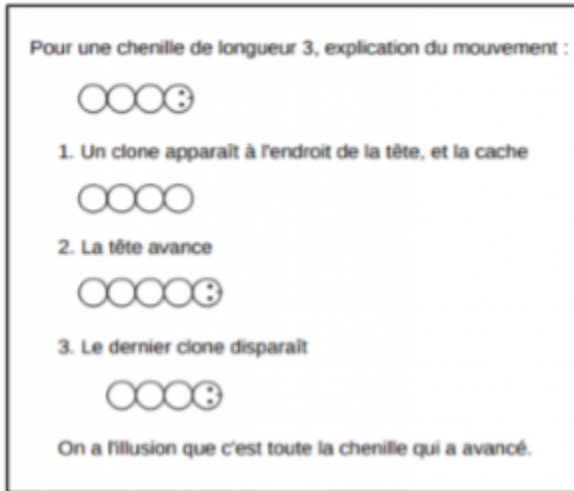 Pour une chenille de longueur 3, explication du mouvement :
1. Un clone apparaît à l'endroit de la tête, et la cache
2. La tête avance
3. Le dernier clone disparaît
On a l'illusion que c'est toute la chenille qui a avancé.